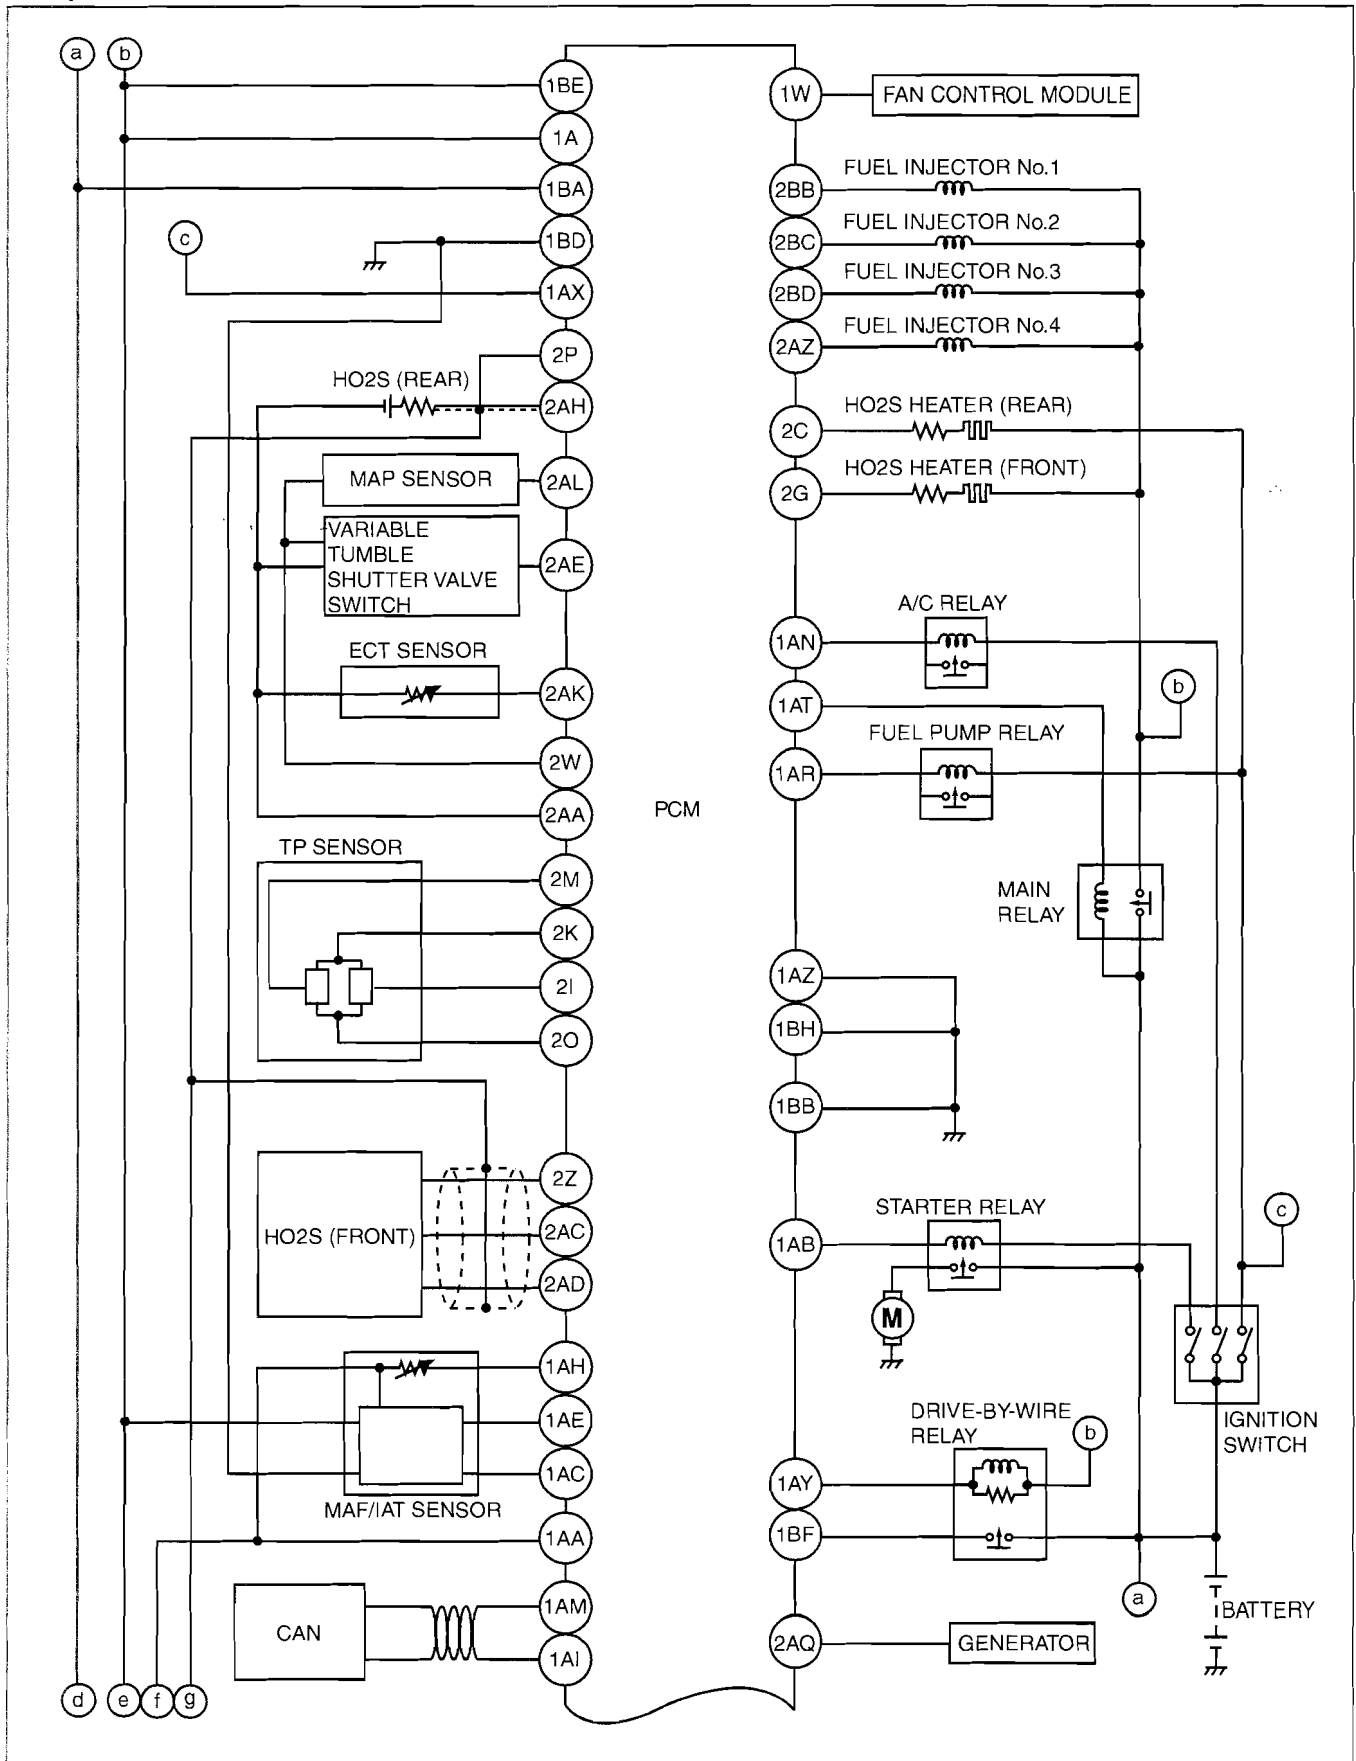 a b
1BE
1A
1BA
c
1BD
1AX
2P
HO2S (REAR)
2AH
MAP SENSOR
2AL
VARIABLE
TUMBLE
SHUTTER VALVE
SWITCH
2AE
ECT SENSOR
2AK
2W
2AA
TP SENSOR
2M
2K
2I
2O
HO2S (FRONT)
2Z
2AC
2AD
1AH
1AE
1AC
MAF/IAT SENSOR
1AA
CAN
1AM
1AI
d e f g
PCM
1W
FAN CONTROL MODULE
FUEL INJECTOR No.1
2BB
FUEL INJECTOR No.2
2BC
FUEL INJECTOR No.3
2BD
FUEL INJECTOR No.4
2AZ
HO2S HEATER (REAR)
2C
HO2S HEATER (FRONT)
2G
A/C RELAY
1AN
b
1AT
FUEL PUMP RELAY
1AR
MAIN
RELAY
1AZ
1BH
1BB
STARTER RELAY
1AB
c
M
IGNITION
SWITCH
DRIVE-BY-WIRE
RELAY
b
1AY
1BF
a
BATTERY
2AQ
GENERATOR